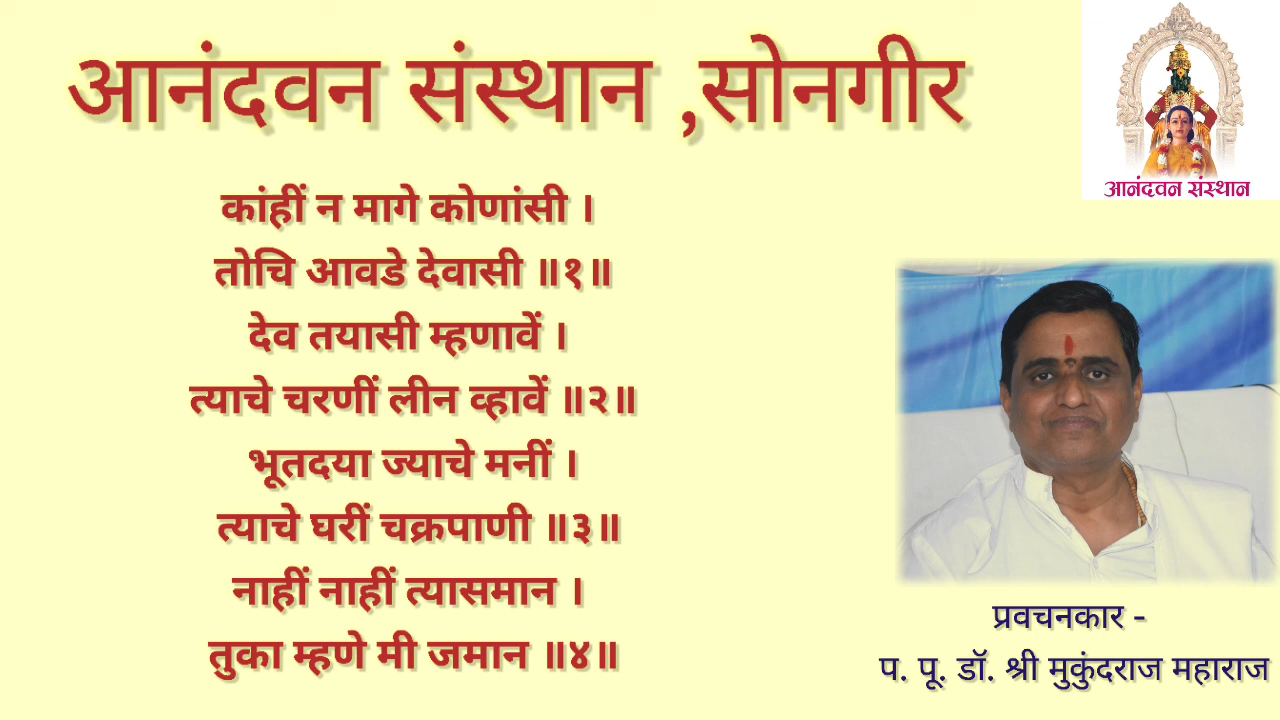 आनंदवन संस्थान ,सोनगीर
आनंदवन संस्थान
कांहीं न मागे कोणांसी ।
तोचि आवडे देवासी ॥१॥
देव तयासी म्हणावें ।
त्याचे चरणीं लीन व्हावें ॥२॥
भूतदया ज्याचे मनीं ।
त्याचे घरीं चक्रपाणी ॥३॥
नाहीं नाहीं त्यासमान ।
तुका म्हणे मी जमान ॥४॥
प्रवचनकार -
प. पू. डॉ. श्री मुकुंदराज महाराज